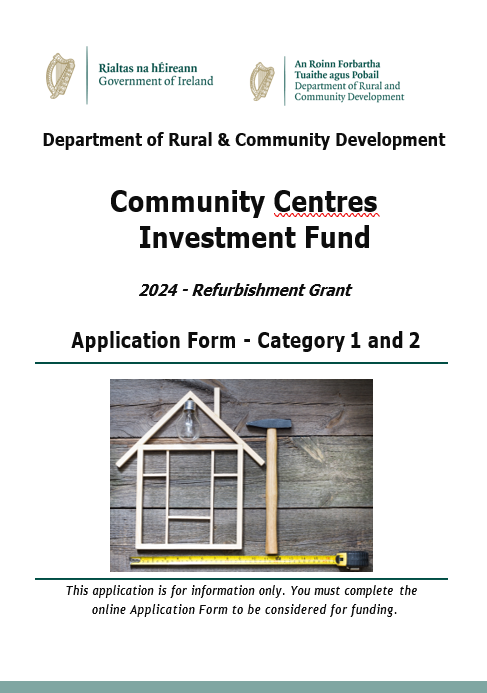 Rialtas na hÉireann
Government of Ireland
An Roinn Forbartha
Tuaithe agus Pobail
Department of Rural and
Community Development
Department of Rural & Community Development
Community Centres
Investment Fund
2024 - Refurbishment Grant
Application Form - Category 1 and 2
This application is for information only. You must complete the
online Application Form to be considered for funding.